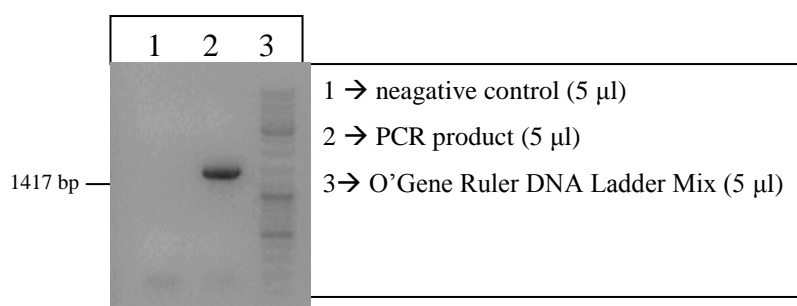 1 2 3
1 → neagative control (5 µl)
2 → PCR product (5 µl)
1417 bp
3→ O'Gene Ruler DNA Ladder Mix (5 µl)